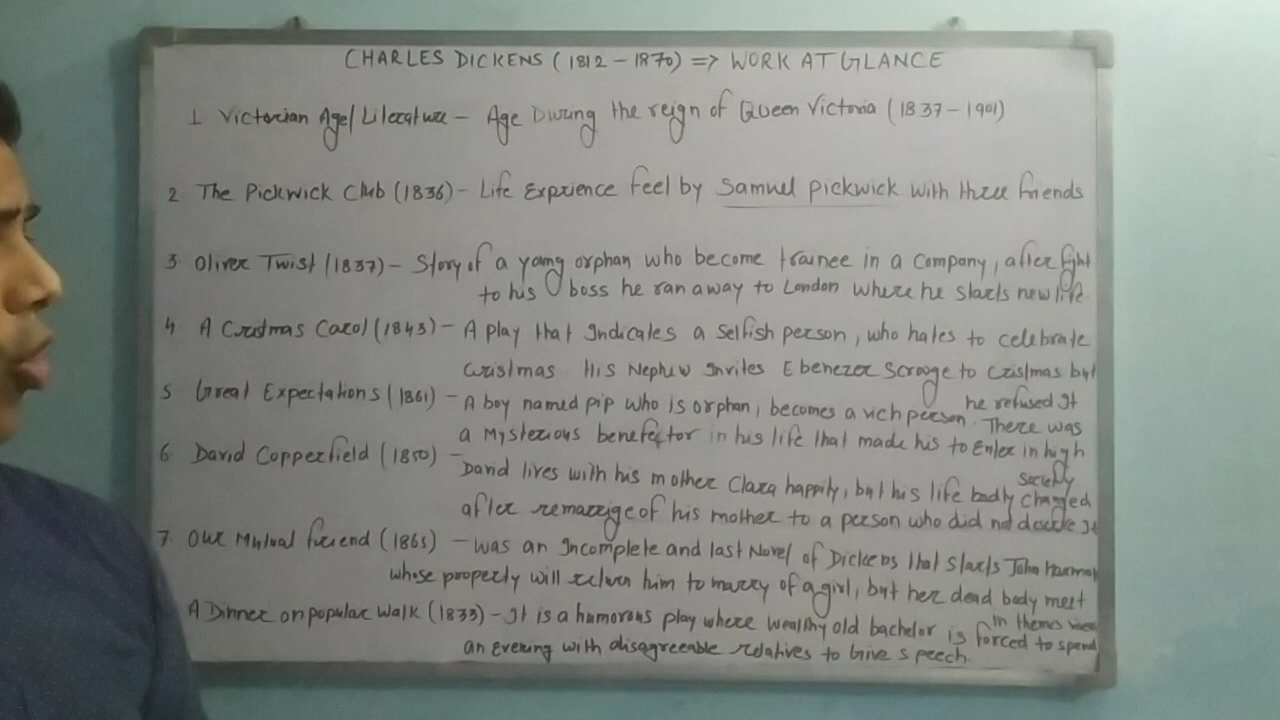 CHARLES DICKENS (1812 - 1870) => WORK AT GLANCE
1 Victorian Age/Literature - Age During the reign of Queen Victoria (1837-1901)
2 The Pickwick Club (1836) - Life Exprience feel by Samuel pickwick with three friends
3 Oliver Twist (1837) - Story of a young orphan who become trainee in a company, after fight
to his boss he ran away to London where he starts new life
4 A Cristmas Carol (1843) - A play that Indicates a selfish person, who hates to celebrate
Cristmas. His Nephew Invites Ebenezer Scrooge to Cristmas but
he refused It
5 Great Expectations (1861) - A boy named pip who is orphan, becomes a rich person. There was
a Mysterious benefector in his life that made his to Enter in high
society
6 David Copperfield (1850) - David lives with his mother Clara happily, but his life badly changed
after remarrige of his mother to a person who did not
7. Our Mutual friend (1865) - was an Incomplete and last Novel of Dickens that starts John Harman
whose property will return him to marry of a girl, but her dead body meet
in thems
A Dinner on popular Walk (1833) - It is a humorous play where wealthy old bachelor is forced to spend
an Evening with disagreeable relatives to Give speech.